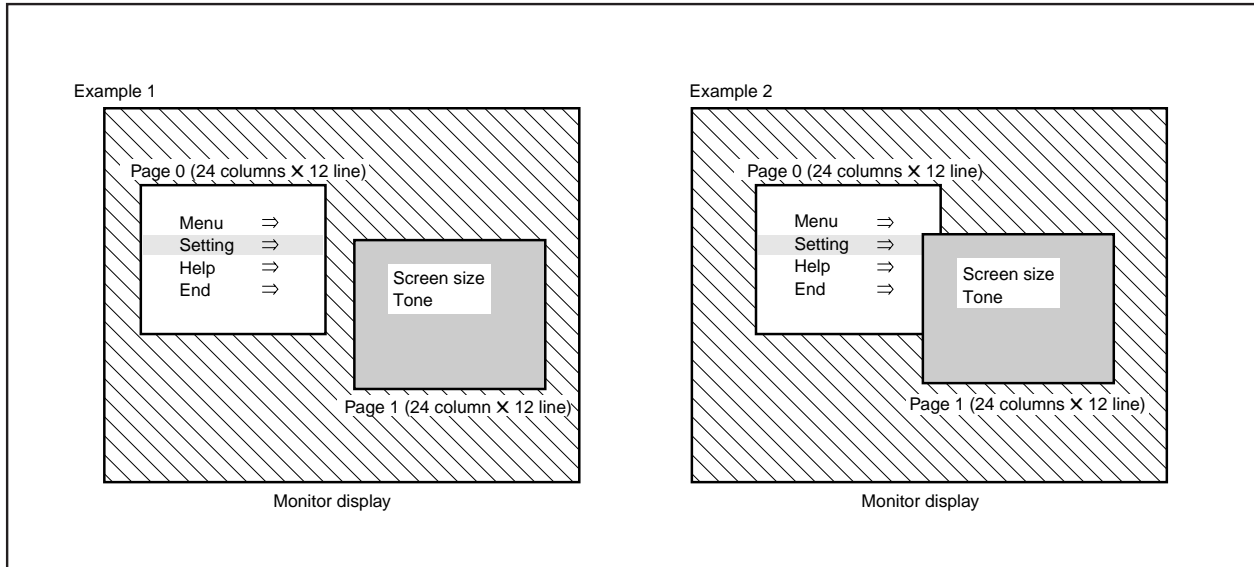 Example 1
Page 0 (24 columns × 12 line)
Menu ⇒
Setting ⇒
Help ⇒
End ⇒
Screen size
Tone
Page 1 (24 column × 12 line)
Monitor display
Example 2
Page 0 (24 columns × 12 line)
Menu ⇒
Setting ⇒
Help ⇒
End ⇒
Screen size
Tone
Page 1 (24 columns × 12 line)
Monitor display